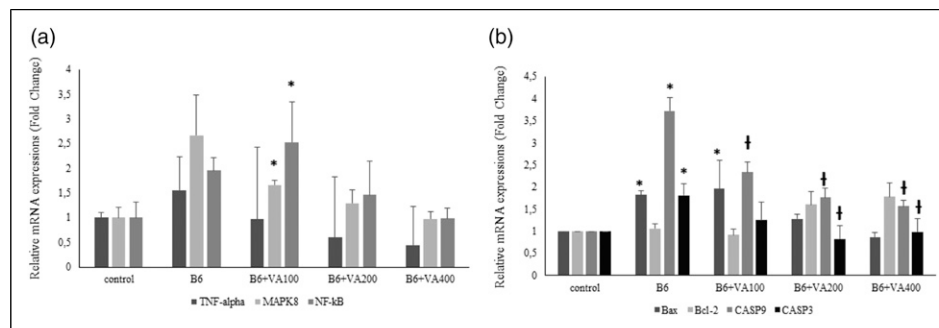 (a)
Relative mRNA expressions (Fold Change)
4
3,5
3
2,5
2
1,5
1
0,5
0
*
*
control B6 B6+VA100 B6+VA200 B6+VA400
TNF-alpha MAPK8 NF-kB
(b)
Relative mRNA expressions (Fold Change)
4,5
4
3,5
3
2,5
2
1,5
1
0,5
0
*
*
*
*
ɫ
ɫ
ɫ
ɫ
ɫ
control B6 B6+VA100 B6+VA200 B6+VA400
Bax Bcl-2 CASP9 CASP3